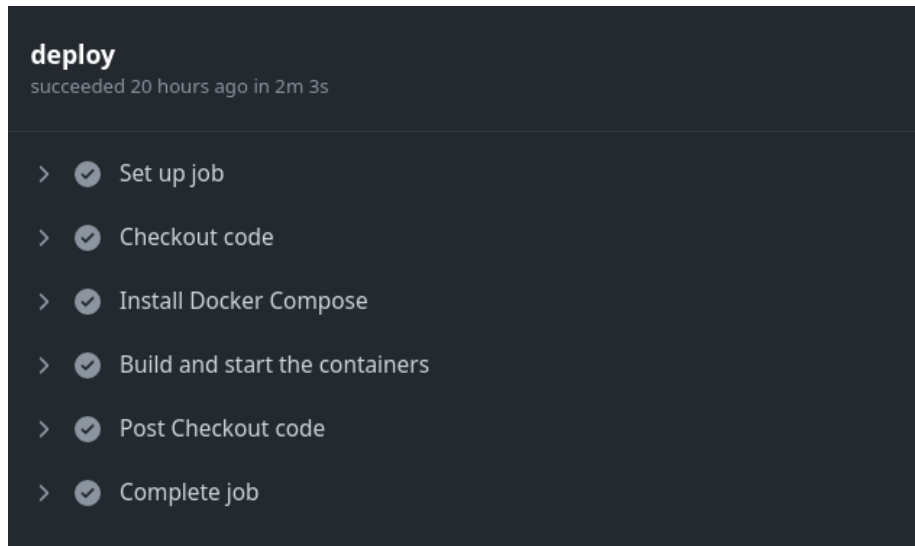 deploy
succeeded 20 hours ago in 2m 3s
Set up job
Checkout code
Install Docker Compose
Build and start the containers
Post Checkout code
Complete job